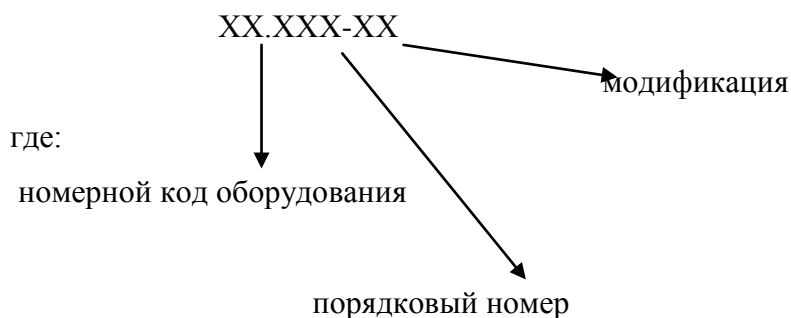 XX.XXX-XX
модификация
где:
номерной код оборудования
порядковый номер